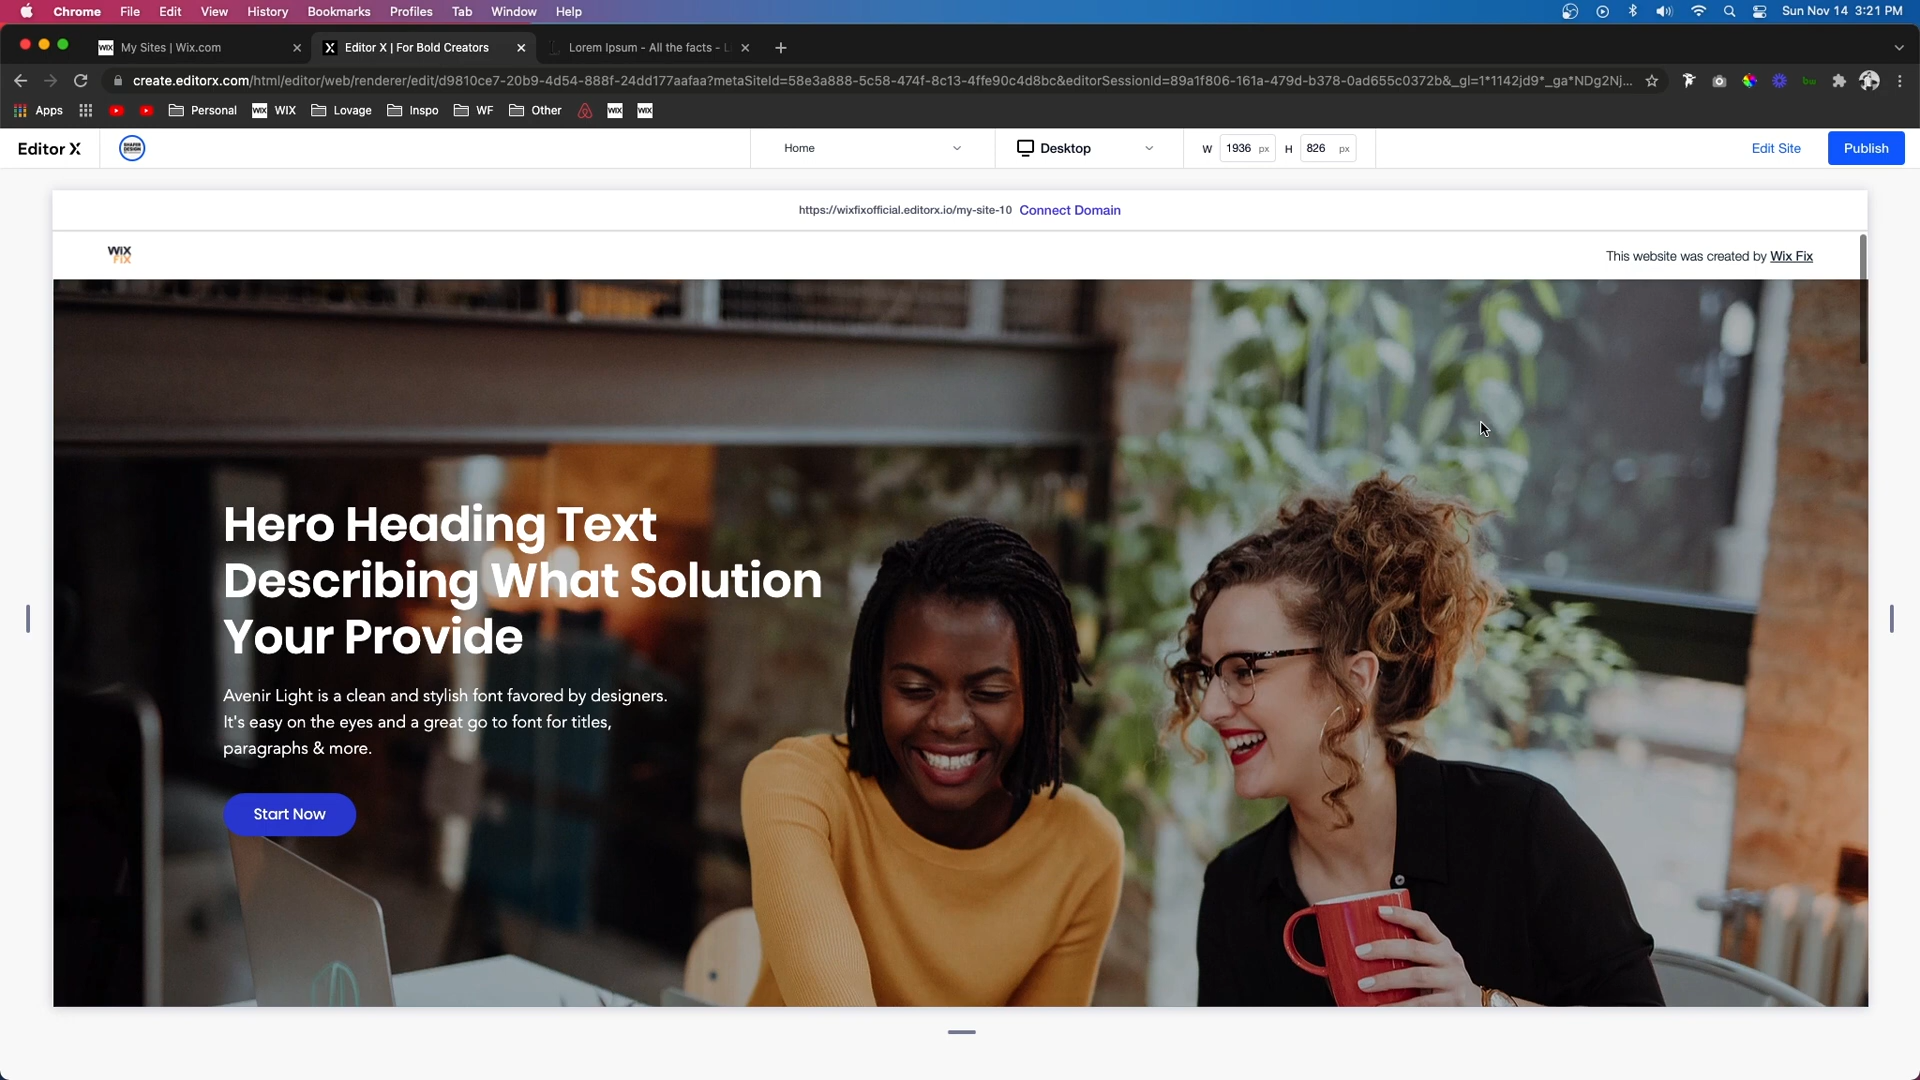 Chrome File Edit View History Bookmarks Profiles Tab Window Help
Sun Nov 14 3:21 PM
WIX My Sites | Wix.com
X Editor X | For Bold Creators
Lorem Ipsum - All the facts - L
create.editorx.com/html/editor/web/renderer/edit/d9810ce7-20b9-4d54-888f-24dd177aafaa?metaSiteId=58e3a888-5c58-474f-8c13-4ffe90c4d8bc&editorSessionId=89a1f806-161a-479d-b378-0ad655c0372b&_gl=1*1142jd9*_ga*NDg2Nj...
Apps Personal WIX WIX Lovage Inspo WF Other WIX WIX
Editor X
Home
Desktop
W 1936 px H 826 px
Edit Site
Publish
https://wixfixofficial.editorx.io/my-site-10 Connect Domain
WIX
FIX
This website was created by Wix Fix
Hero Heading Text
Describing What Solution
Your Provide
Avenir Light is a clean and stylish font favored by designers.
It's easy on the eyes and a great go to font for titles,
paragraphs & more.
Start Now